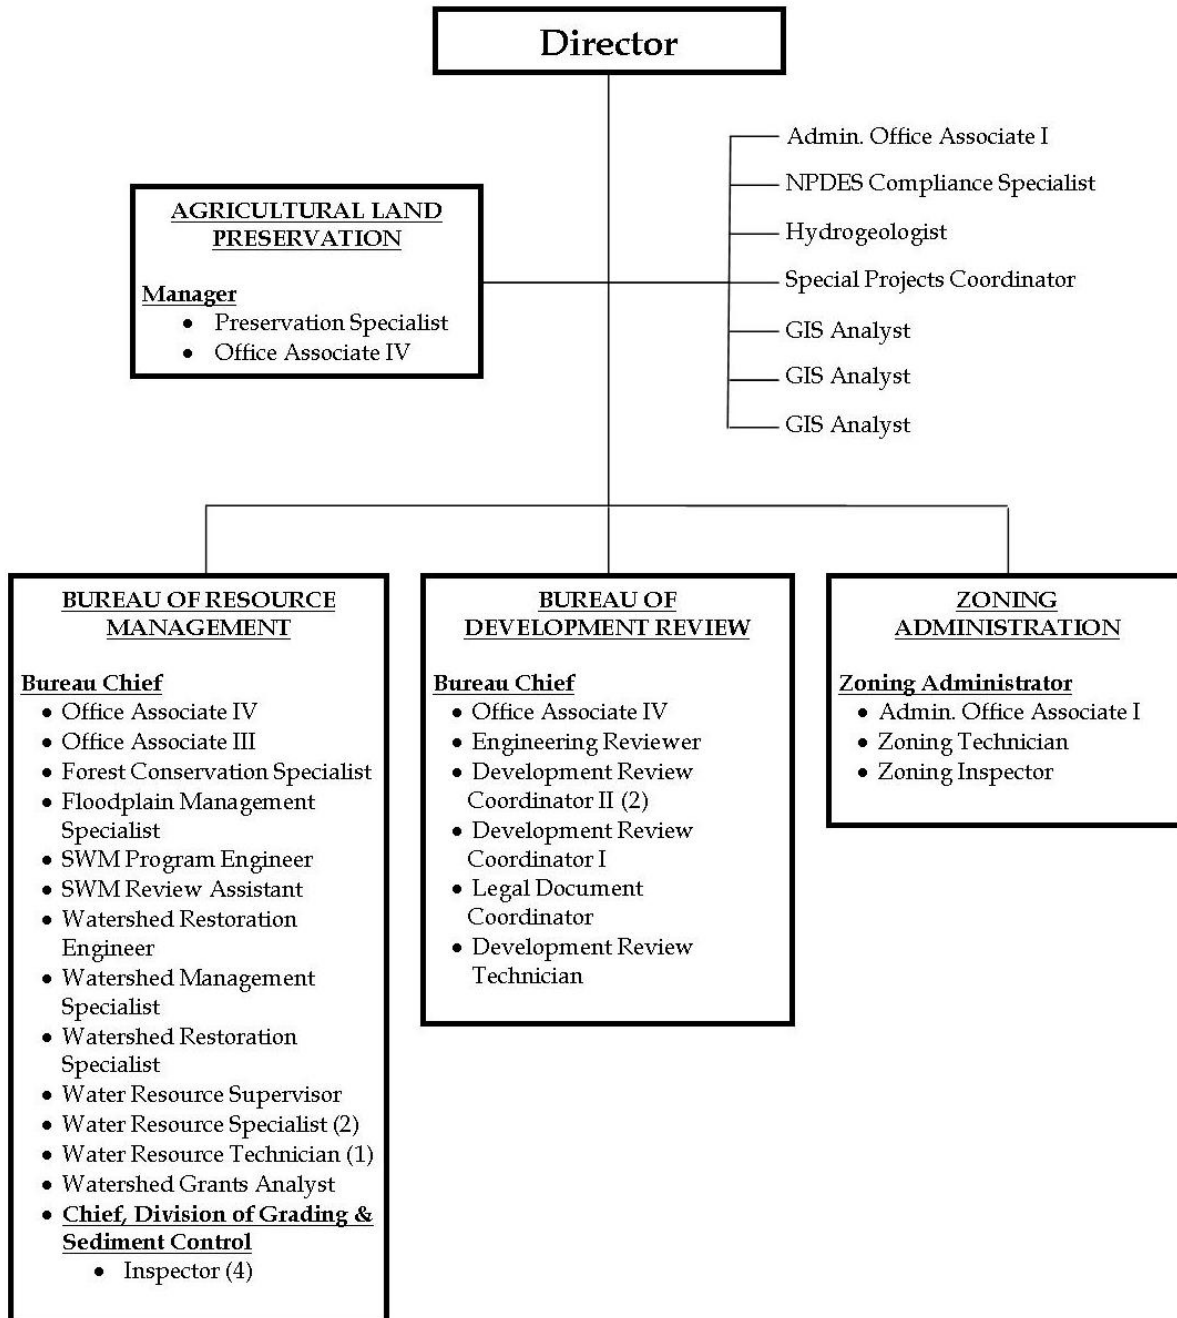 Director
Admin. Office Associate I
NPDES Compliance Specialist
Hydrogeologist
Special Projects Coordinator
GIS Analyst
GIS Analyst
GIS Analyst
AGRICULTURAL LAND
PRESERVATION
Manager
• Preservation Specialist
• Office Associate IV
BUREAU OF RESOURCE
MANAGEMENT
Bureau Chief
• Office Associate IV
• Office Associate III
• Forest Conservation Specialist
• Floodplain Management
Specialist
• SWM Program Engineer
• SWM Review Assistant
• Watershed Restoration
Engineer
• Watershed Management
Specialist
• Watershed Restoration
Specialist
• Water Resource Supervisor
• Water Resource Specialist (2)
• Water Resource Technician (1)
• Watershed Grants Analyst
• Chief, Division of Grading &
Sediment Control
• Inspector (4)
BUREAU OF
DEVELOPMENT REVIEW
Bureau Chief
• Office Associate IV
• Engineering Reviewer
• Development Review
Coordinator II (2)
• Development Review
Coordinator I
• Legal Document
Coordinator
• Development Review
Technician
ZONING
ADMINISTRATION
Zoning Administrator
• Admin. Office Associate I
• Zoning Technician
• Zoning Inspector